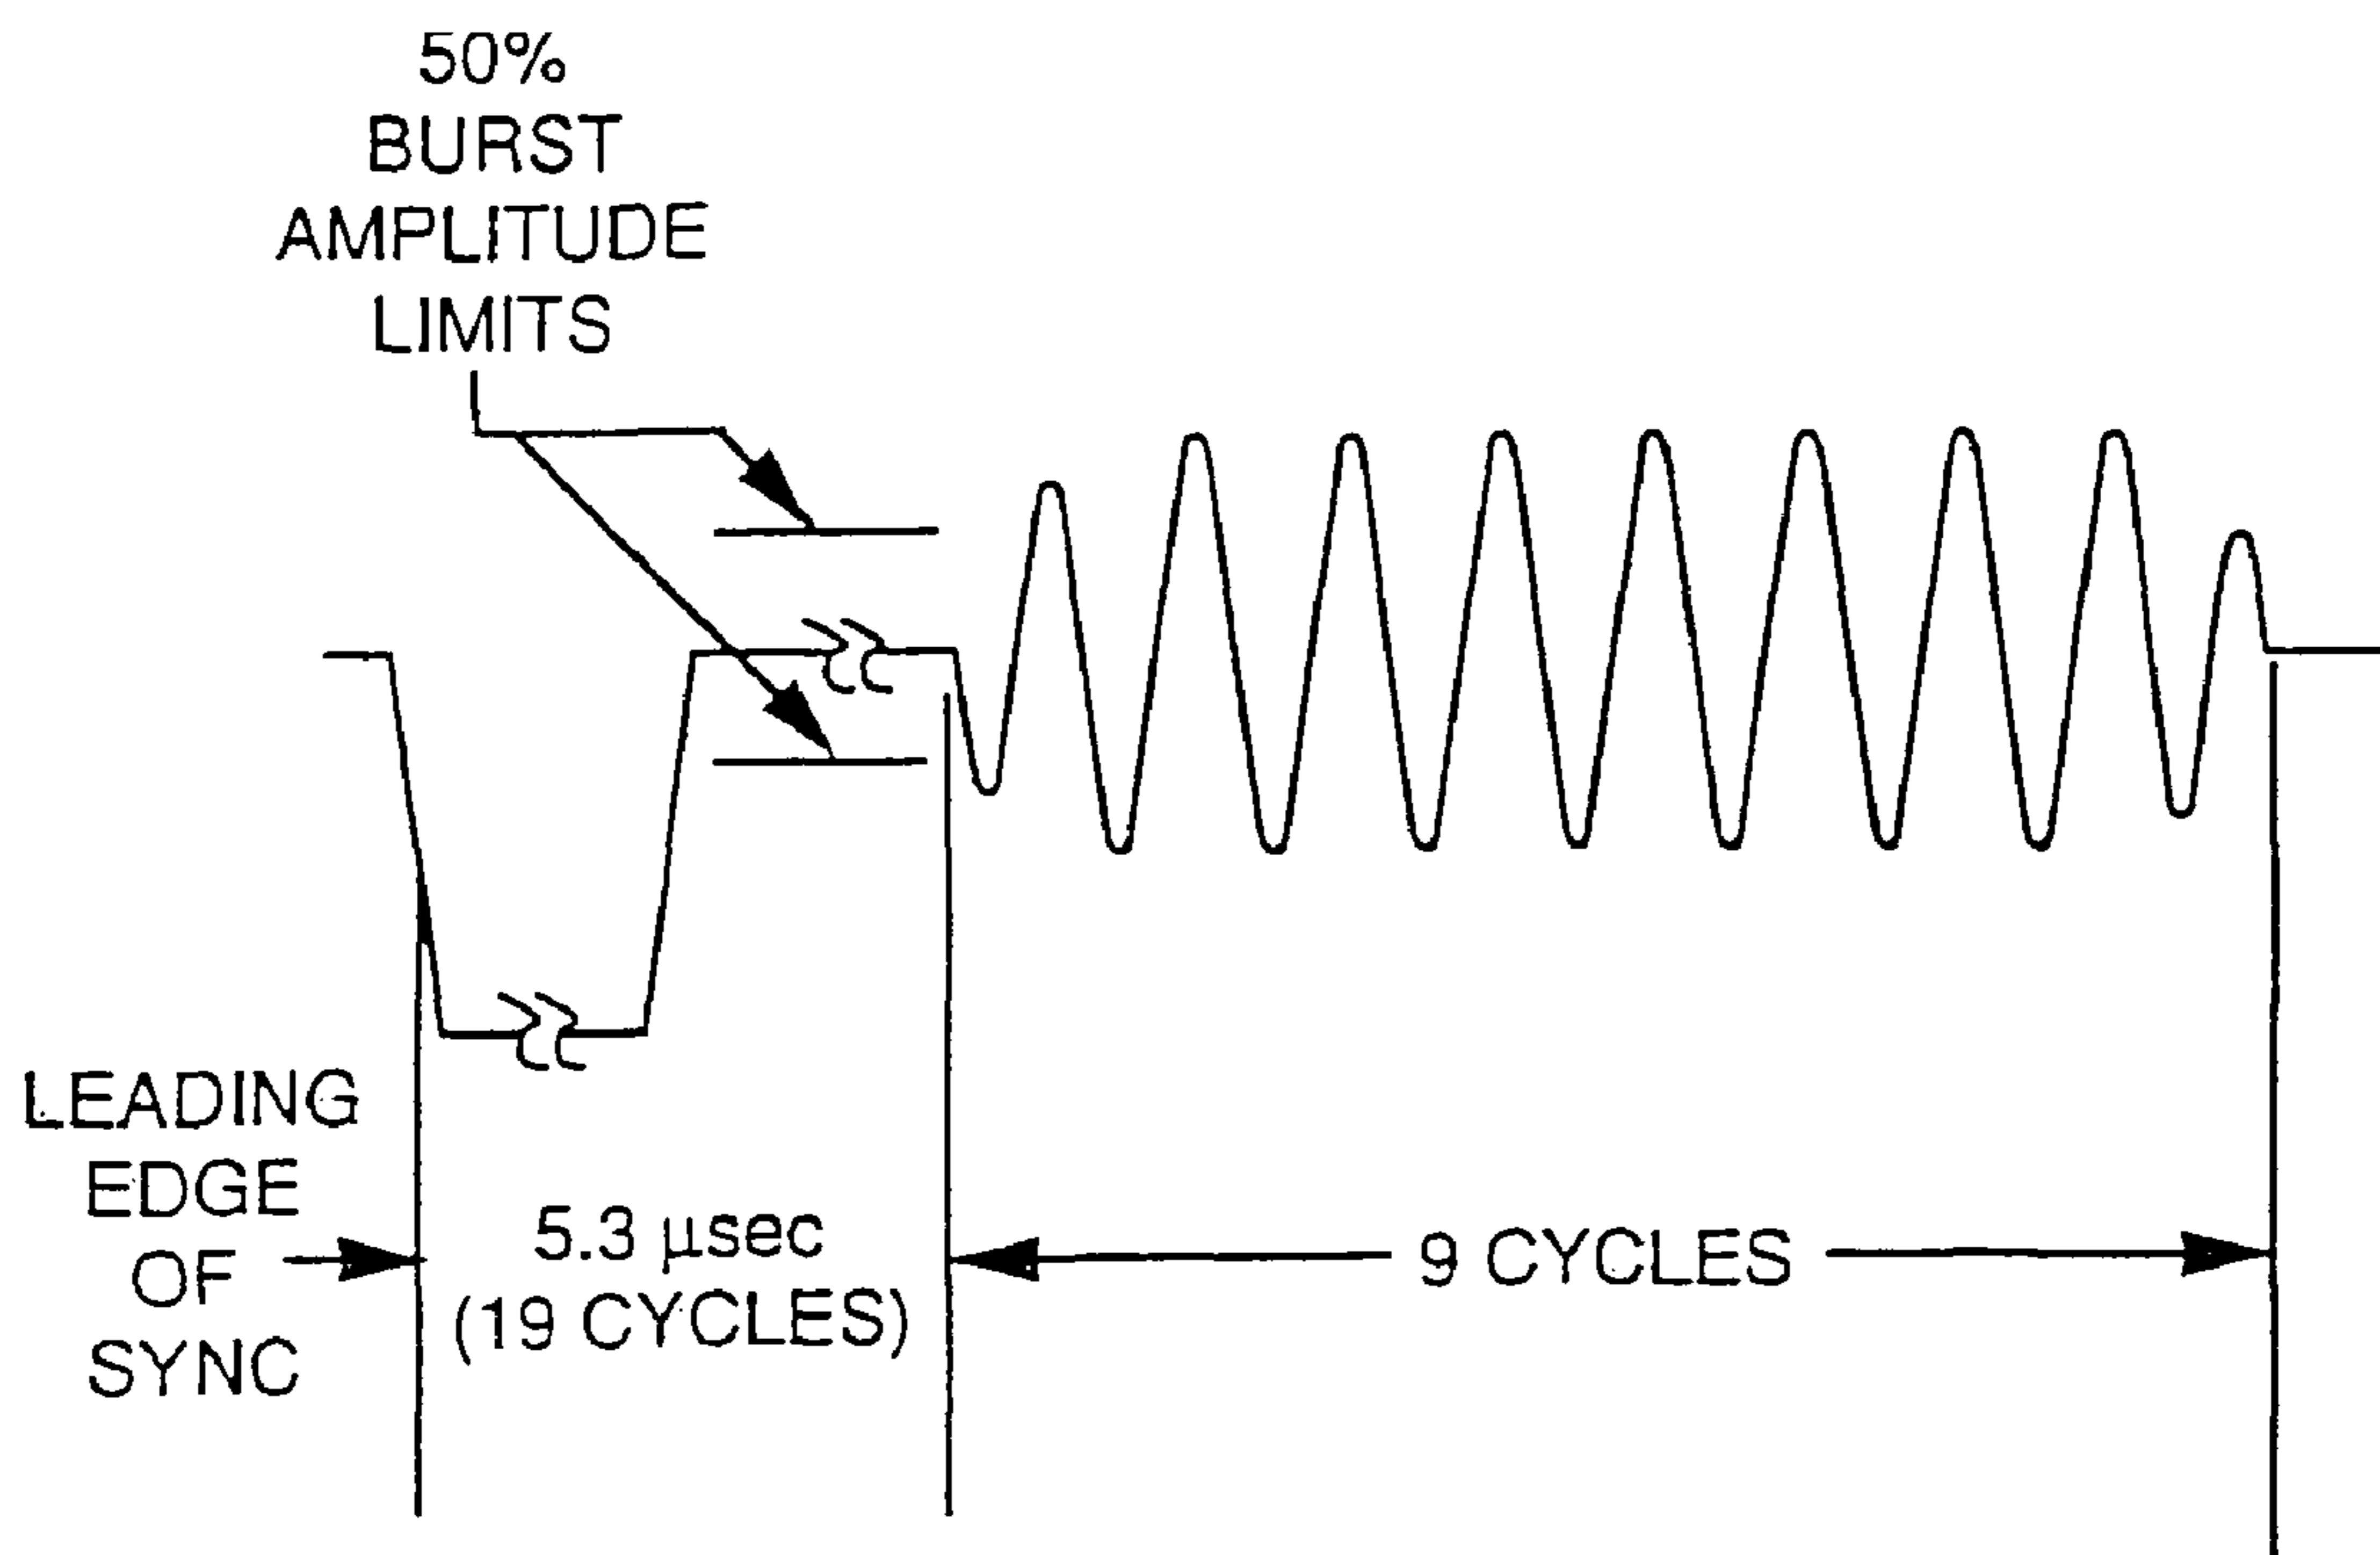 50%
BURST
AMPLITUDE
LIMITS
LEADING
EDGE
OF
SYNC
5.3 µsec
(19 CYCLES)
9 CYCLES